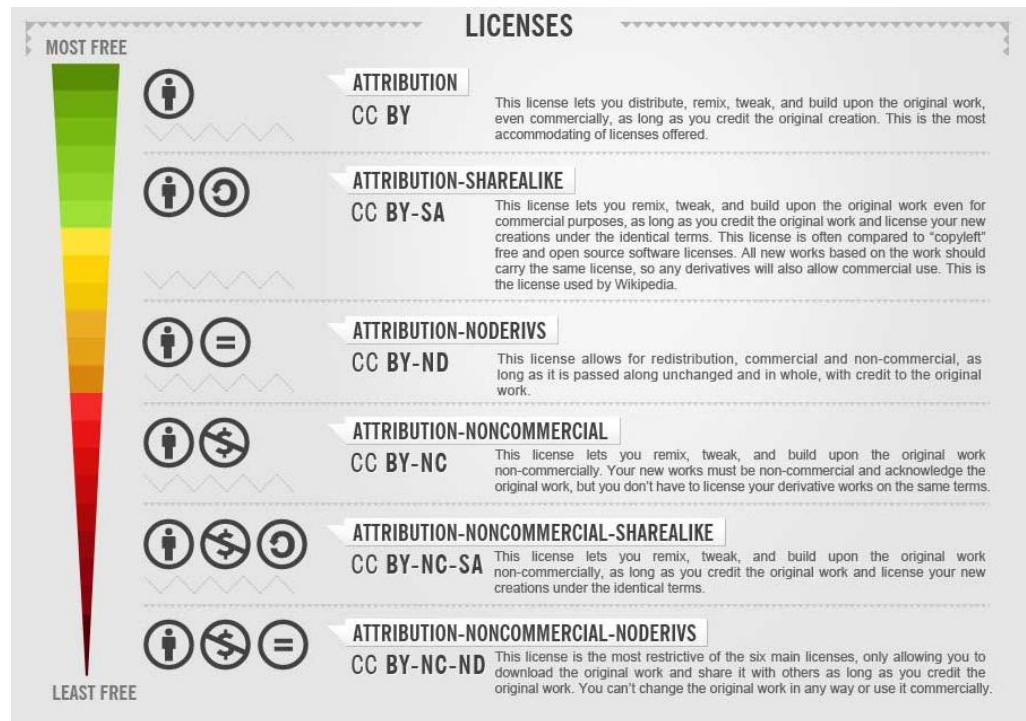 LICENSES
MOST FREE
ATTRIBUTION
CC BY
This license lets you distribute, remix, tweak, and build upon the original work,
even commercially, as long as you credit the original creation. This is the most
accommodating of licenses offered.
ATTRIBUTION-SHAREALIKE
CC BY-SA
This license lets you remix, tweak, and build upon the original work even for
commercial purposes, as long as you credit the original work and license your new
creations under the identical terms. This license is often compared to “copyleft”
free and open source software licenses. All new works based on the work should
carry the same license, so any derivatives will also allow commercial use. This is
the license used by Wikipedia.
ATTRIBUTION-NODERIVS
CC BY-ND
This license allows for redistribution, commercial and non-commercial, as
long as it is passed along unchanged and in whole, with credit to the original
work.
ATTRIBUTION-NONCOMMERCIAL
CC BY-NC
This license lets you remix, tweak, and build upon the original work
non-commercially. Your new works must be non-commercial and acknowledge the
original work, but you don’t have to license your derivative works on the same terms.
ATTRIBUTION-NONCOMMERCIAL-SHAREALIKE
CC BY-NC-SA
This license lets you remix, tweak, and build upon the original work
non-commercially, as long as you credit the original work and license your new
creations under the identical terms.
ATTRIBUTION-NONCOMMERCIAL-NODERIVS
CC BY-NC-ND
This license is the most restrictive of the six main licenses, only allowing you to
download the original work and share it with others as long as you credit the
original work. You can’t change the original work in any way or use it commercially.
LEAST FREE